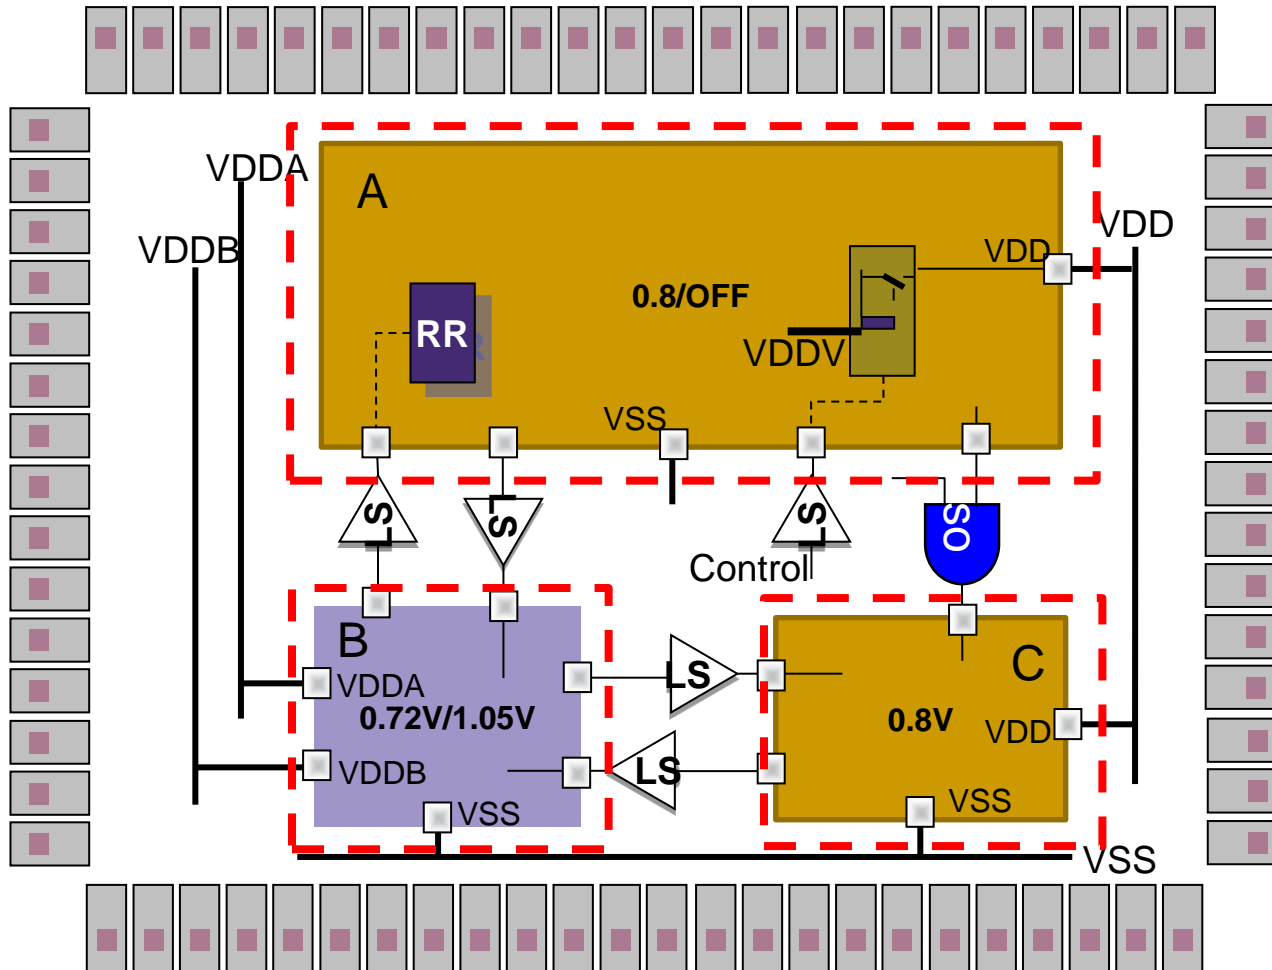 VDDA
A
VDD
VDDB
VDD
0.8/OFF
RR
VDDV
VSS
LS
LS
LS
SO
Control
B
C
VDDA
LS
0.72V/1.05V
0.8V
VDD
VDDB
LS
VSS
VSS
VSS